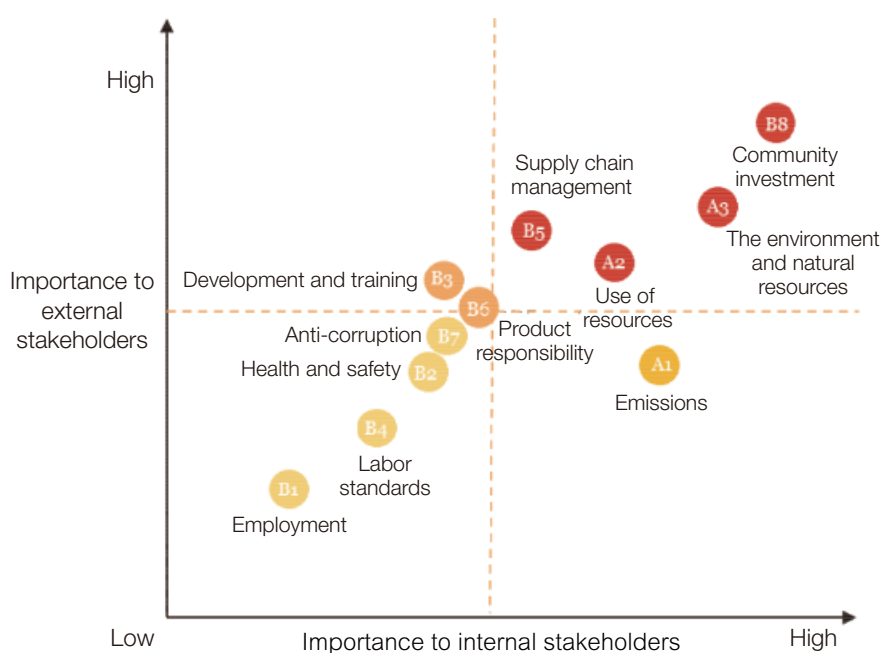 High
B8
Supply chain
management
Community
investment
A3
B5
The environment
and natural
resources
A2
Development and training
B3
Importance to
external
stakeholders
Use of
resources
B6
Product
responsibility
Anti-corruption
B7
Health and safety
B2
A1
Emissions
B4
Labor
standards
B1
Employment
Low
Importance to internal stakeholders
High